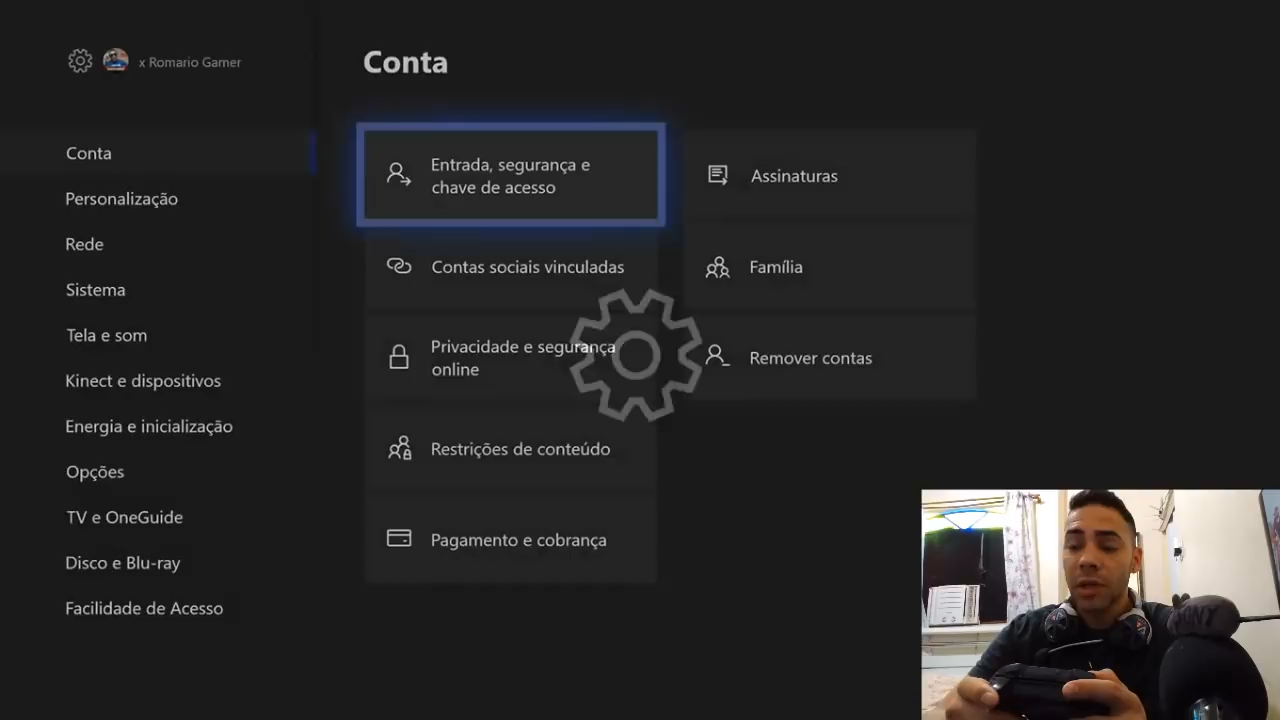 x Romario Gamer
Conta
Conta
Personalização
Rede
Sistema
Tela e som
Kinect e dispositivos
Energia e inicialização
Opções
TV e OneGuide
Disco e Blu-ray
Facilidade de Acesso
Entrada, segurança e
chave de acesso
Contas sociais vinculadas
Privacidade e segurança
online
Restrições de conteúdo
Pagamento e cobrança
Assinaturas
Família
Remover contas